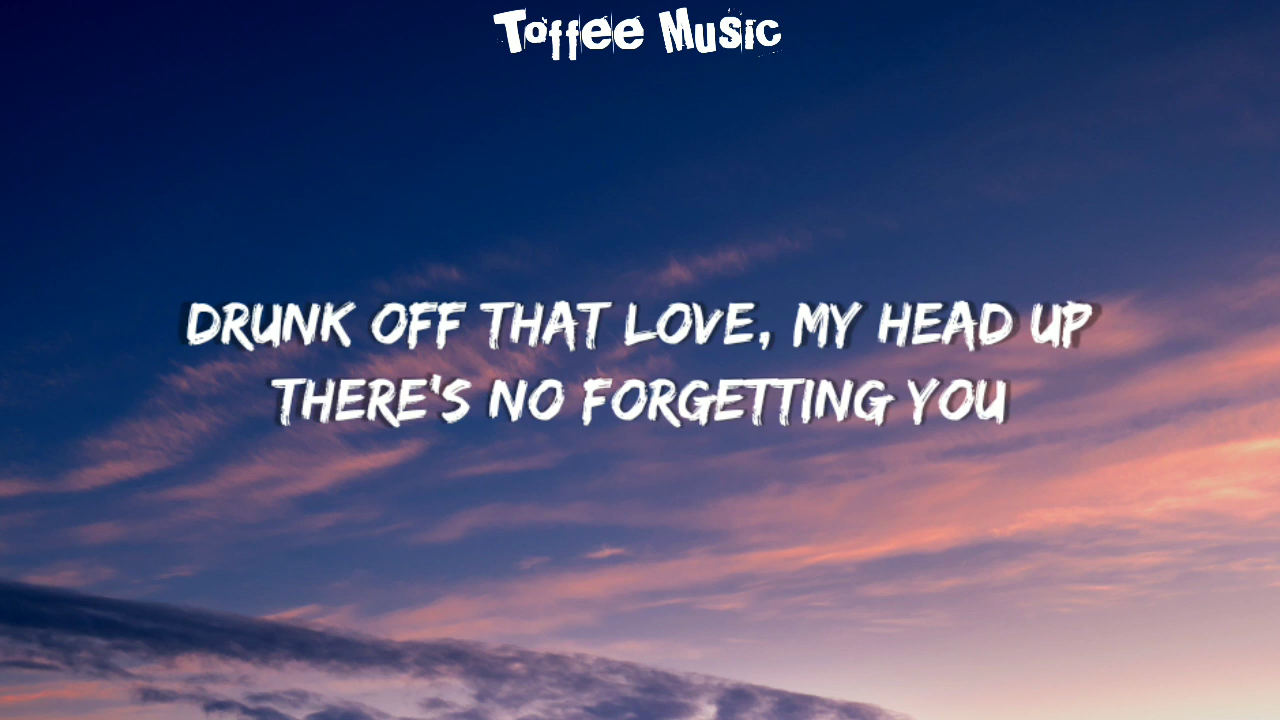 Toffee Music
DRUNK OFF THAT LOVE, MY HEAD UP
THERE'S NO FORGETTING YOU